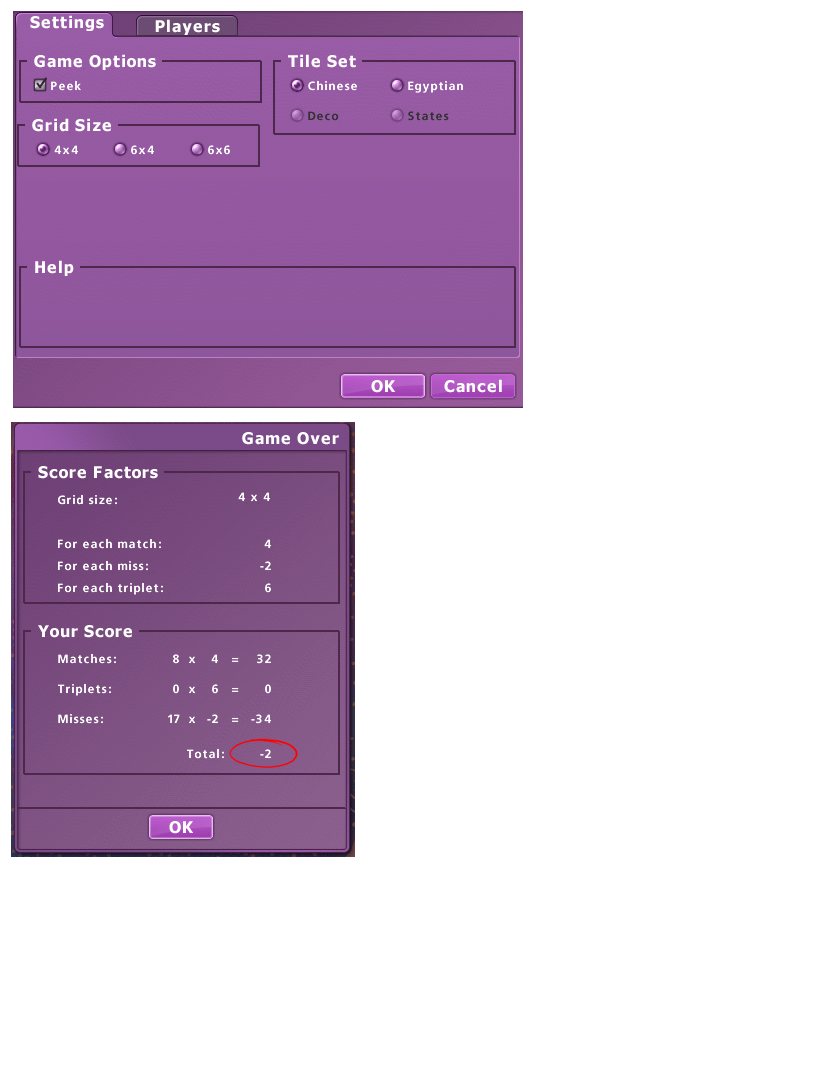 Settings Players
Game Options
Peek
Tile Set
Chinese Egyptian
Deco States
Grid Size
4x4 6x4 6x6
Help
OK Cancel
Game Over
Score Factors
Grid size: 4 x 4
For each match: 4
For each miss: -2
For each triplet: 6
Your Score
Matches: 8 x 4 = 32
Triplets: 0 x 6 = 0
Misses: 17 x -2 = -34
Total: -2
OK